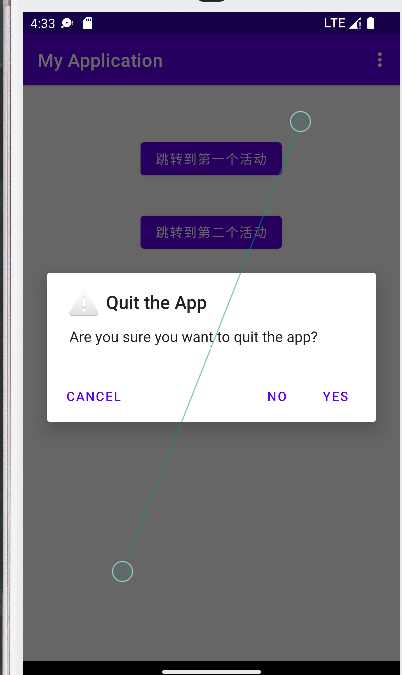 4:33 LTE
My Application
跳转到第一个活动
跳转到第二个活动
Quit the App
Are you sure you want to quit the app?
CANCEL NO YES